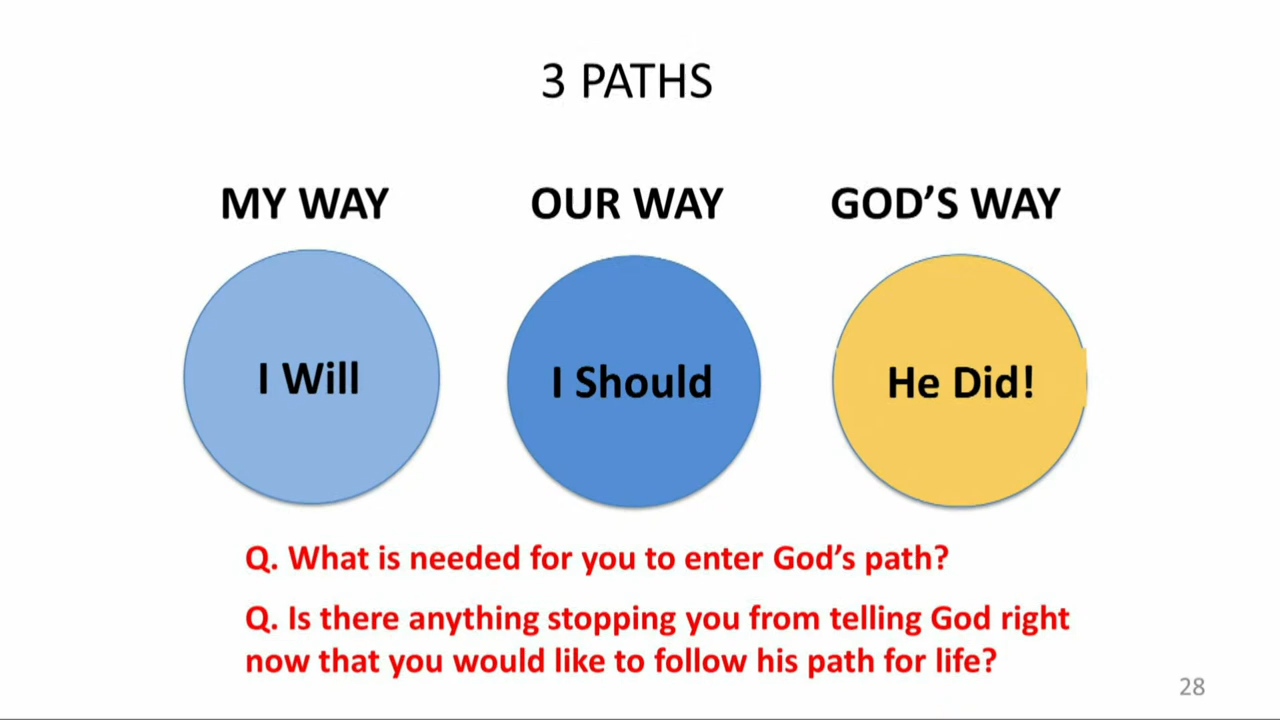 3 PATHS
MY WAY
OUR WAY
GOD’S WAY
I Will
I Should
He Did!
Q. What is needed for you to enter God’s path?
Q. Is there anything stopping you from telling God right
now that you would like to follow his path for life?
28